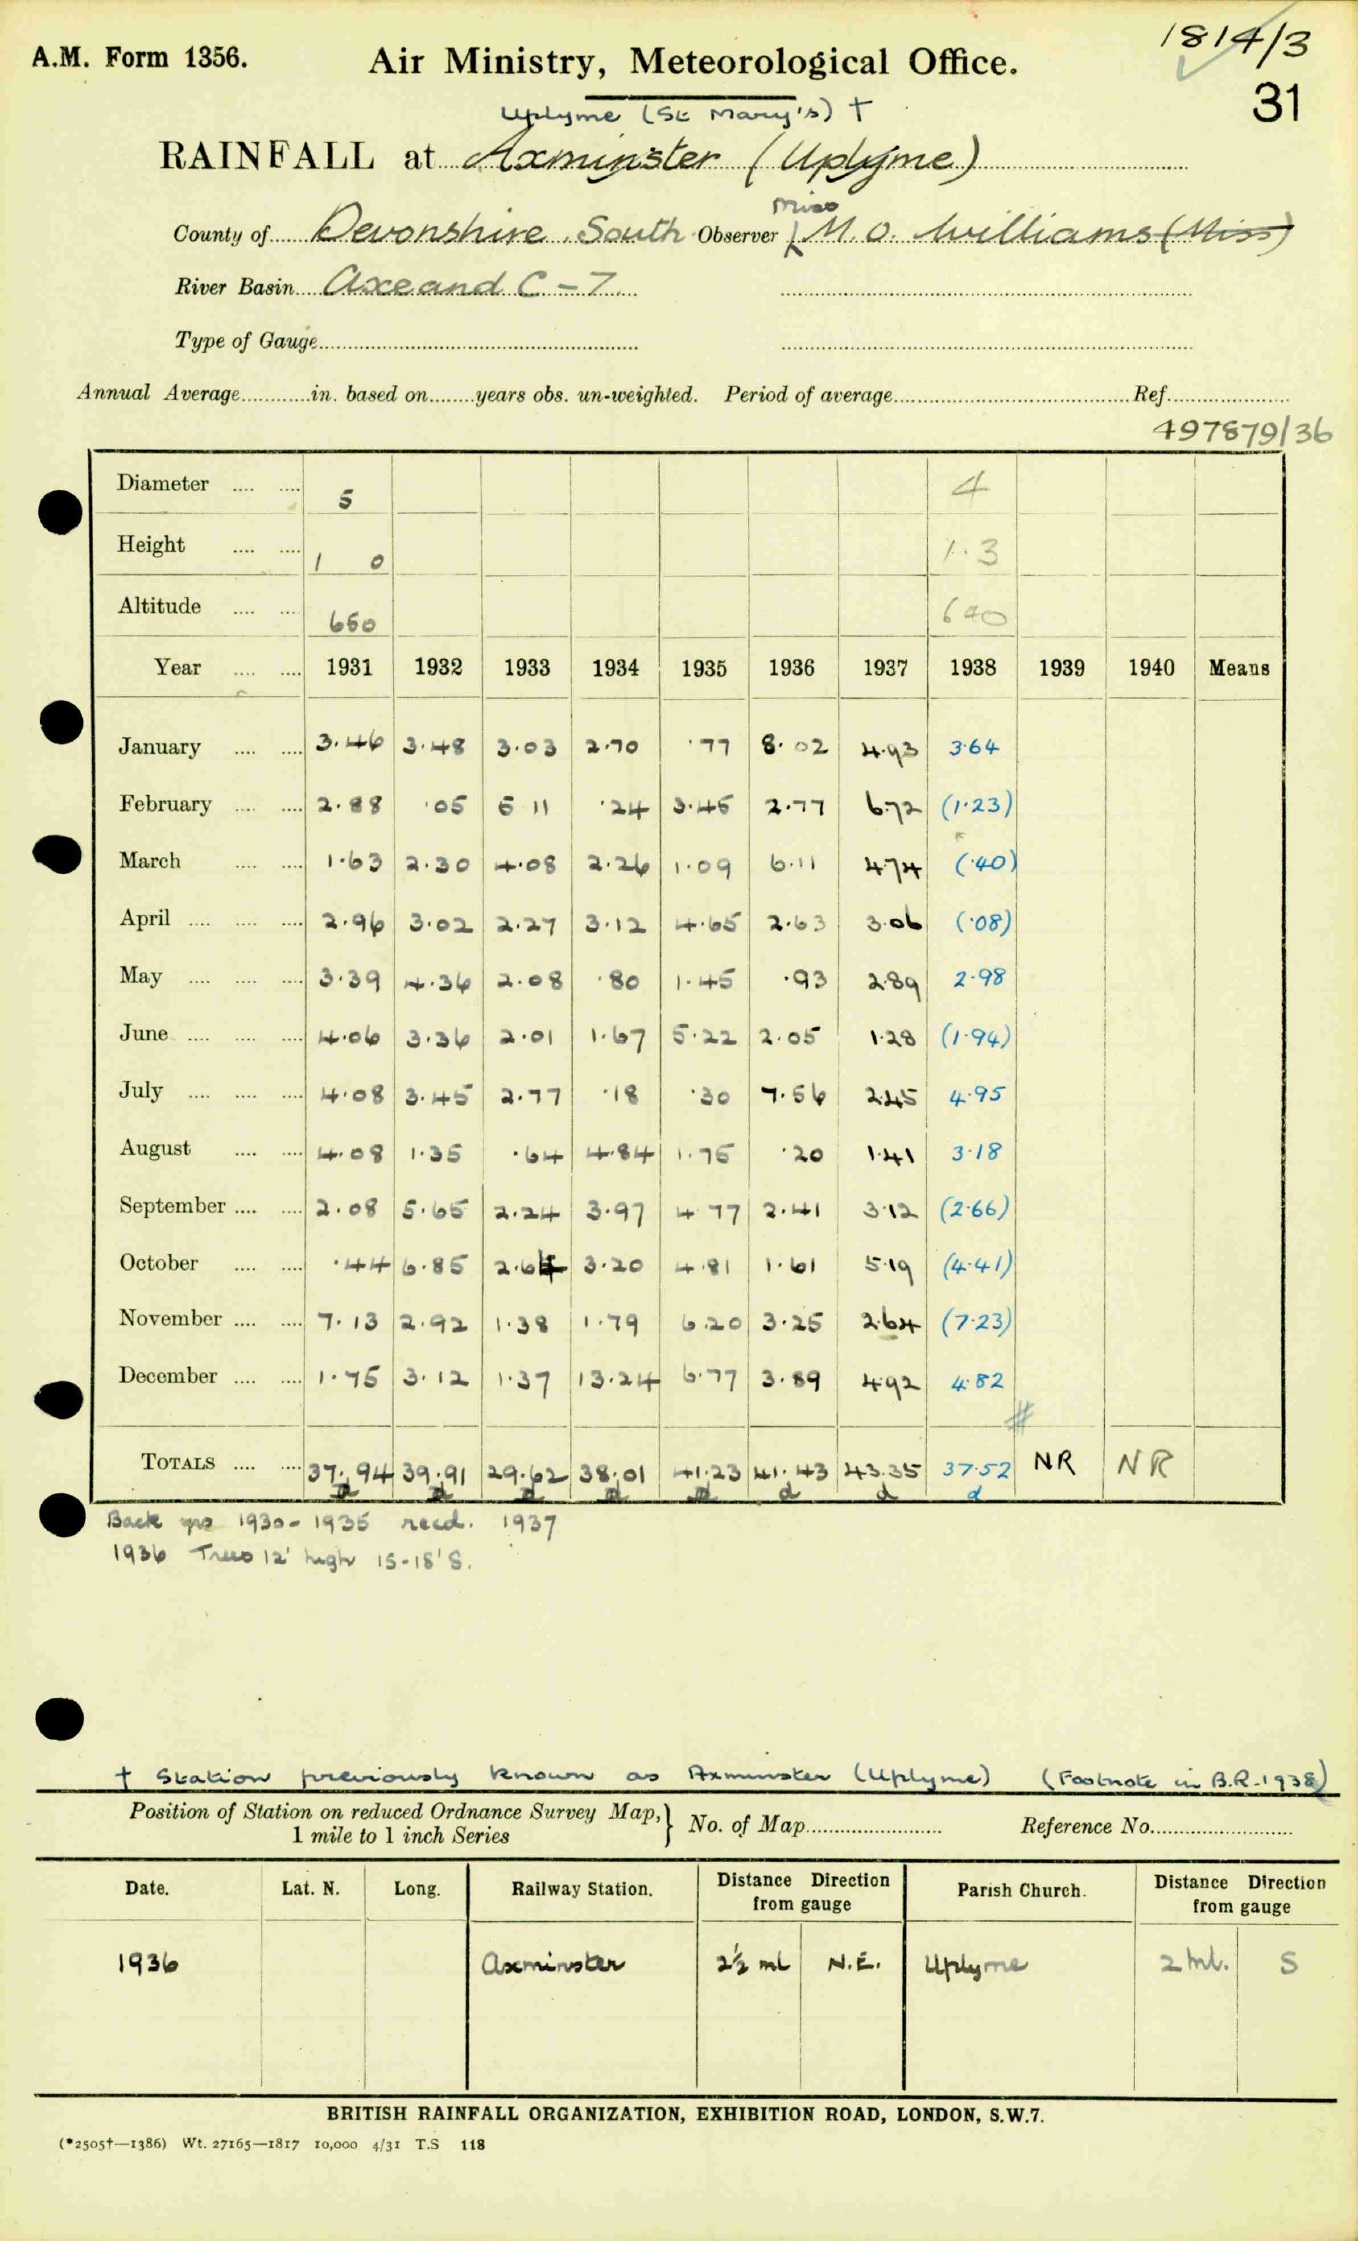 A.M. Form 1356.
Air Ministry, Meteorological Office.
1814/3
31
Uplyme (St Mary's) †
RAINFALL at Axminster (Uplyme)
Miss
County of Devonshire South Observer M. O. Williams (Miss)
River Basin Axe and C - 7
Type of Gauge
Annual Average in. based on years obs. un-weighted. Period of average Ref.
497879/36
Diameter 5 4
Height 1 0 1.3
Altitude 650 640
Year 1931 1932 1933 1934 1935 1936 1937 1938 1939 1940 Means
January 3.46 3.48 3.03 2.70 .77 8.02 4.93 3.64
February 2.88 .05 5 11 .24 3.45 2.77 6.72 (1.23)
March 1.63 2.30 4.08 2.26 1.09 6.11 4.74 (.40)
April 2.96 3.02 2.27 3.12 4.65 2.63 3.06 (.08)
May 3.39 4.36 2.08 .80 1.45 .93 2.89 2.98
June 4.06 3.36 2.01 1.67 5.22 2.05 1.28 (1.94)
July 4.08 3.45 2.77 .18 .30 7.56 2.45 4.95
August 4.08 1.35 .64 4.84 1.75 .20 1.41 3.18
September 2.08 5.65 2.24 3.97 4 77 2.41 3.12 (2.66)
October .44 6.85 2.64 3.20 4.81 1.61 5.19 (4.41)
November 7.13 2.92 1.38 1.79 6.20 3.25 2.64 (7.23)
December 1.75 3.12 1.37 13.24 6.77 3.89 4.92 4.82
#
TOTALS 37.94 39.91 29.62 38.01 41.23 41.43 43.35 37.52 NR NR
d d d d d d d d
Back yrs 1930-1935 recd. 1937
1936 Trees 12' high 15-18' S.
† Station previously known as Axminster (Uplyme) (Footnote in B.R. 1938)
Position of Station on reduced Ordnance Survey Map,} No. of Map Reference No.
1 mile to 1 inch Series
Date. Lat. N. Long. Railway Station. Distance Direction from gauge Parish Church. Distance Direction from gauge
1936 Axminster 2½ ml N.E. Uplyme 2 ml. S
BRITISH RAINFALL ORGANIZATION, EXHIBITION ROAD, LONDON, S.W.7.
(*2505†—1386) Wt. 27165—1817 10,000 4/31 T.S 118